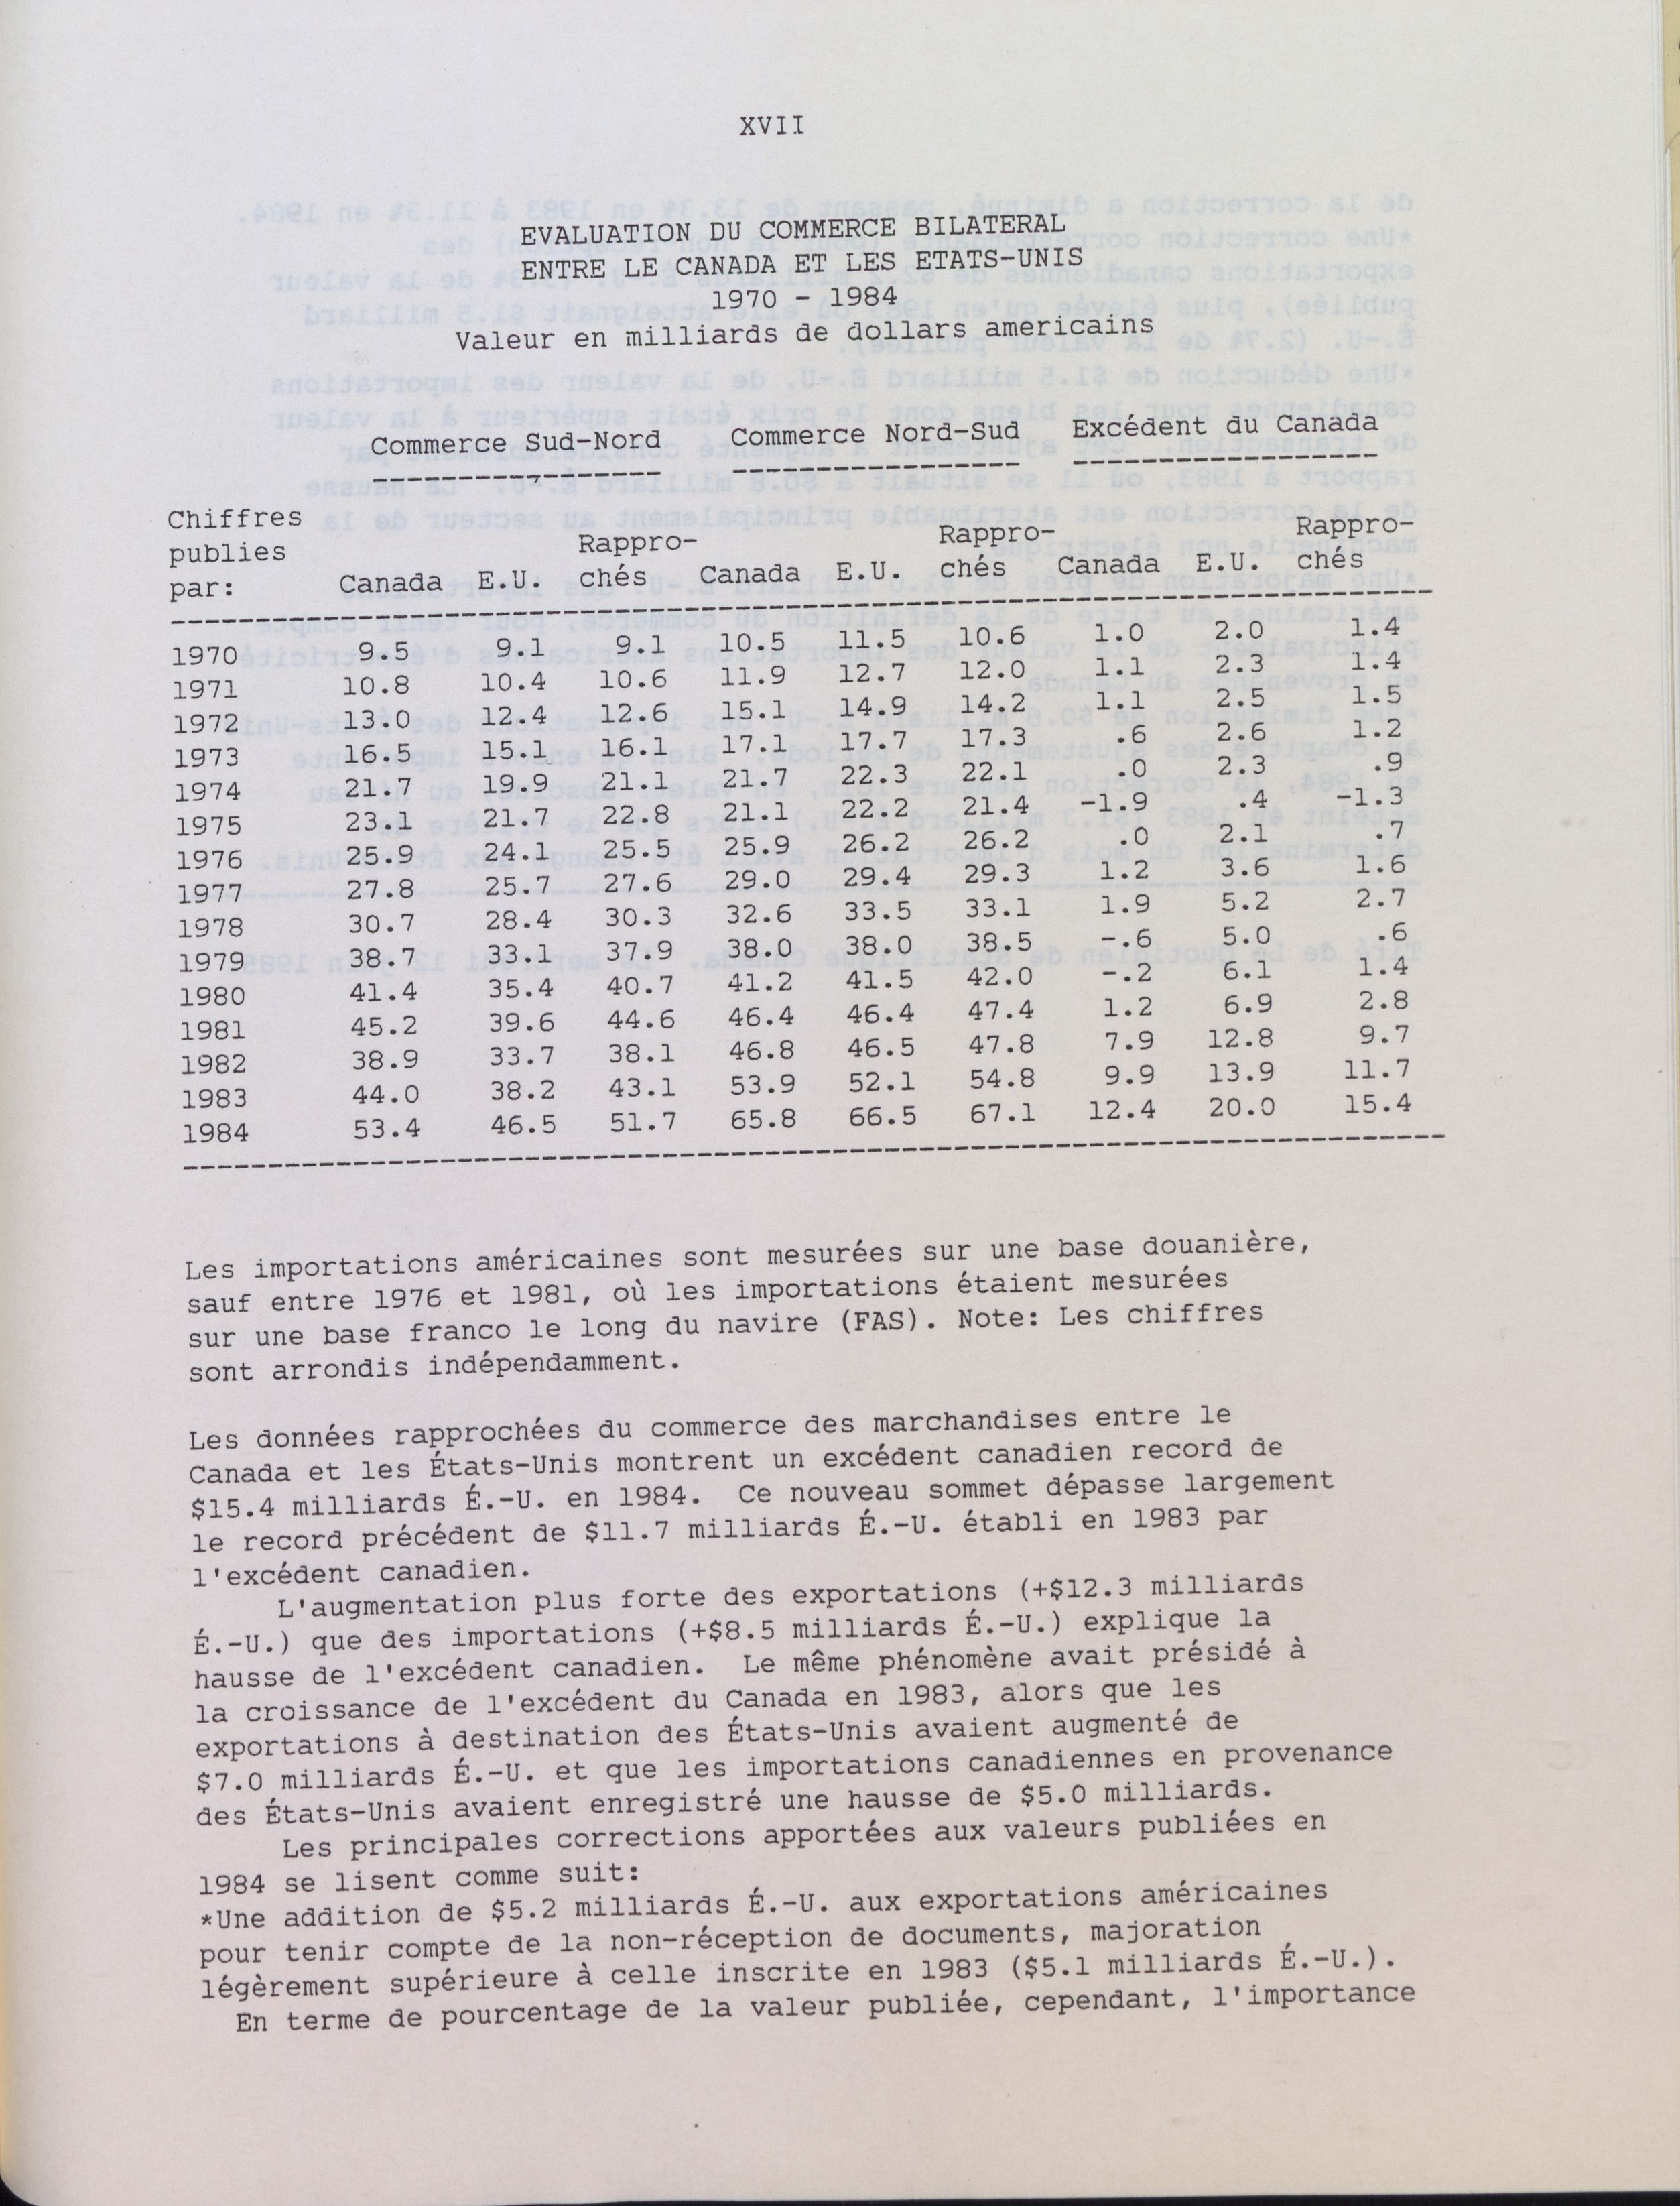 XVII
EVALUATION DU COMMERCE BILATERAL
ENTRE LE CANADA ET LES ETATS-UNIS
1970 - 1984
Valeur en milliards de dollars americains
Commerce Sud-Nord Commerce Nord-Sud Excédent du Canada
Chiffres
publies Rappro- Rappro- Rappro-
par: Canada E.U. chés Canada E.U. chés Canada E.U. chés
1970 9.5 9.1 9.1 10.5 11.5 10.6 1.0 2.0 1.4
1971 10.8 10.4 10.6 11.9 12.7 12.0 1.1 2.3 1.4
1972 13.0 12.4 12.6 15.1 14.9 14.2 1.1 2.5 1.5
1973 16.5 15.1 16.1 17.1 17.7 17.3 .6 2.6 1.2
1974 21.7 19.9 21.1 21.7 22.3 22.1 .0 2.3 .9
1975 23.1 21.7 22.8 21.1 22.2 21.4 -1.9 .4 -1.3
1976 25.9 24.1 25.5 25.9 26.2 26.2 .0 2.1 .7
1977 27.8 25.7 27.6 29.0 29.4 29.3 1.2 3.6 1.6
1978 30.7 28.4 30.3 32.6 33.5 33.1 1.9 5.2 2.7
1979 38.7 33.1 37.9 38.0 38.0 38.5 -.6 5.0 .6
1980 41.4 35.4 40.7 41.2 41.5 42.0 -.2 6.1 1.4
1981 45.2 39.6 44.6 46.4 46.4 47.4 1.2 6.9 2.8
1982 38.9 33.7 38.1 46.8 46.5 47.8 7.9 12.8 9.7
1983 44.0 38.2 43.1 53.9 52.1 54.8 9.9 13.9 11.7
1984 53.4 46.5 51.7 65.8 66.5 67.1 12.4 20.0 15.4
Les importations américaines sont mesurées sur une base douanière,
sauf entre 1976 et 1981, où les importations étaient mesurées
sur une base franco le long du navire (FAS). Note: Les chiffres
sont arrondis indépendamment.
Les données rapprochées du commerce des marchandises entre le
Canada et les États-Unis montrent un excédent canadien record de
$15.4 milliards É.-U. en 1984. Ce nouveau sommet dépasse largement
le record précédent de $11.7 milliards É.-U. établi en 1983 par
l'excédent canadien.
L'augmentation plus forte des exportations (+$12.3 milliards
É.-U.) que des importations (+$8.5 milliards É.-U.) explique la
hausse de l'excédent canadien. Le même phénomène avait présidé à
la croissance de l'excédent du Canada en 1983, alors que les
exportations à destination des États-Unis avaient augmenté de
$7.0 milliards É.-U. et que les importations canadiennes en provenance
des États-Unis avaient enregistré une hausse de $5.0 milliards.
Les principales corrections apportées aux valeurs publiées en
1984 se lisent comme suit:
*Une addition de $5.2 milliards É.-U. aux exportations américaines
pour tenir compte de la non-réception de documents, majoration
légèrement supérieure à celle inscrite en 1983 ($5.1 milliards É.-U.).
En terme de pourcentage de la valeur publiée, cependant, l'importance